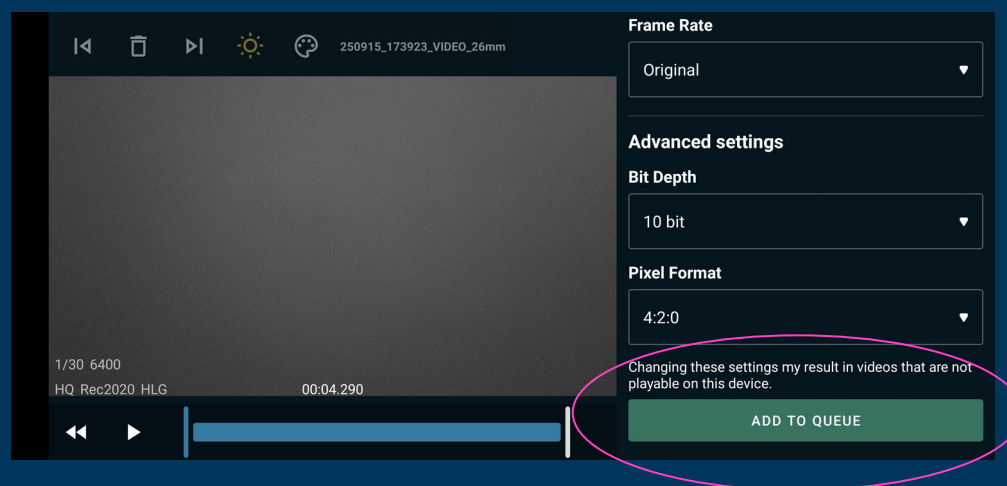 250915_173923_VIDEO_26mm
1/30 6400
HQ Rec2020 HLG
00:04.290
Frame Rate
Original
Advanced settings
Bit Depth
10 bit
Pixel Format
4:2:0
Changing these settings my result in videos that are not
playable on this device.
ADD TO QUEUE